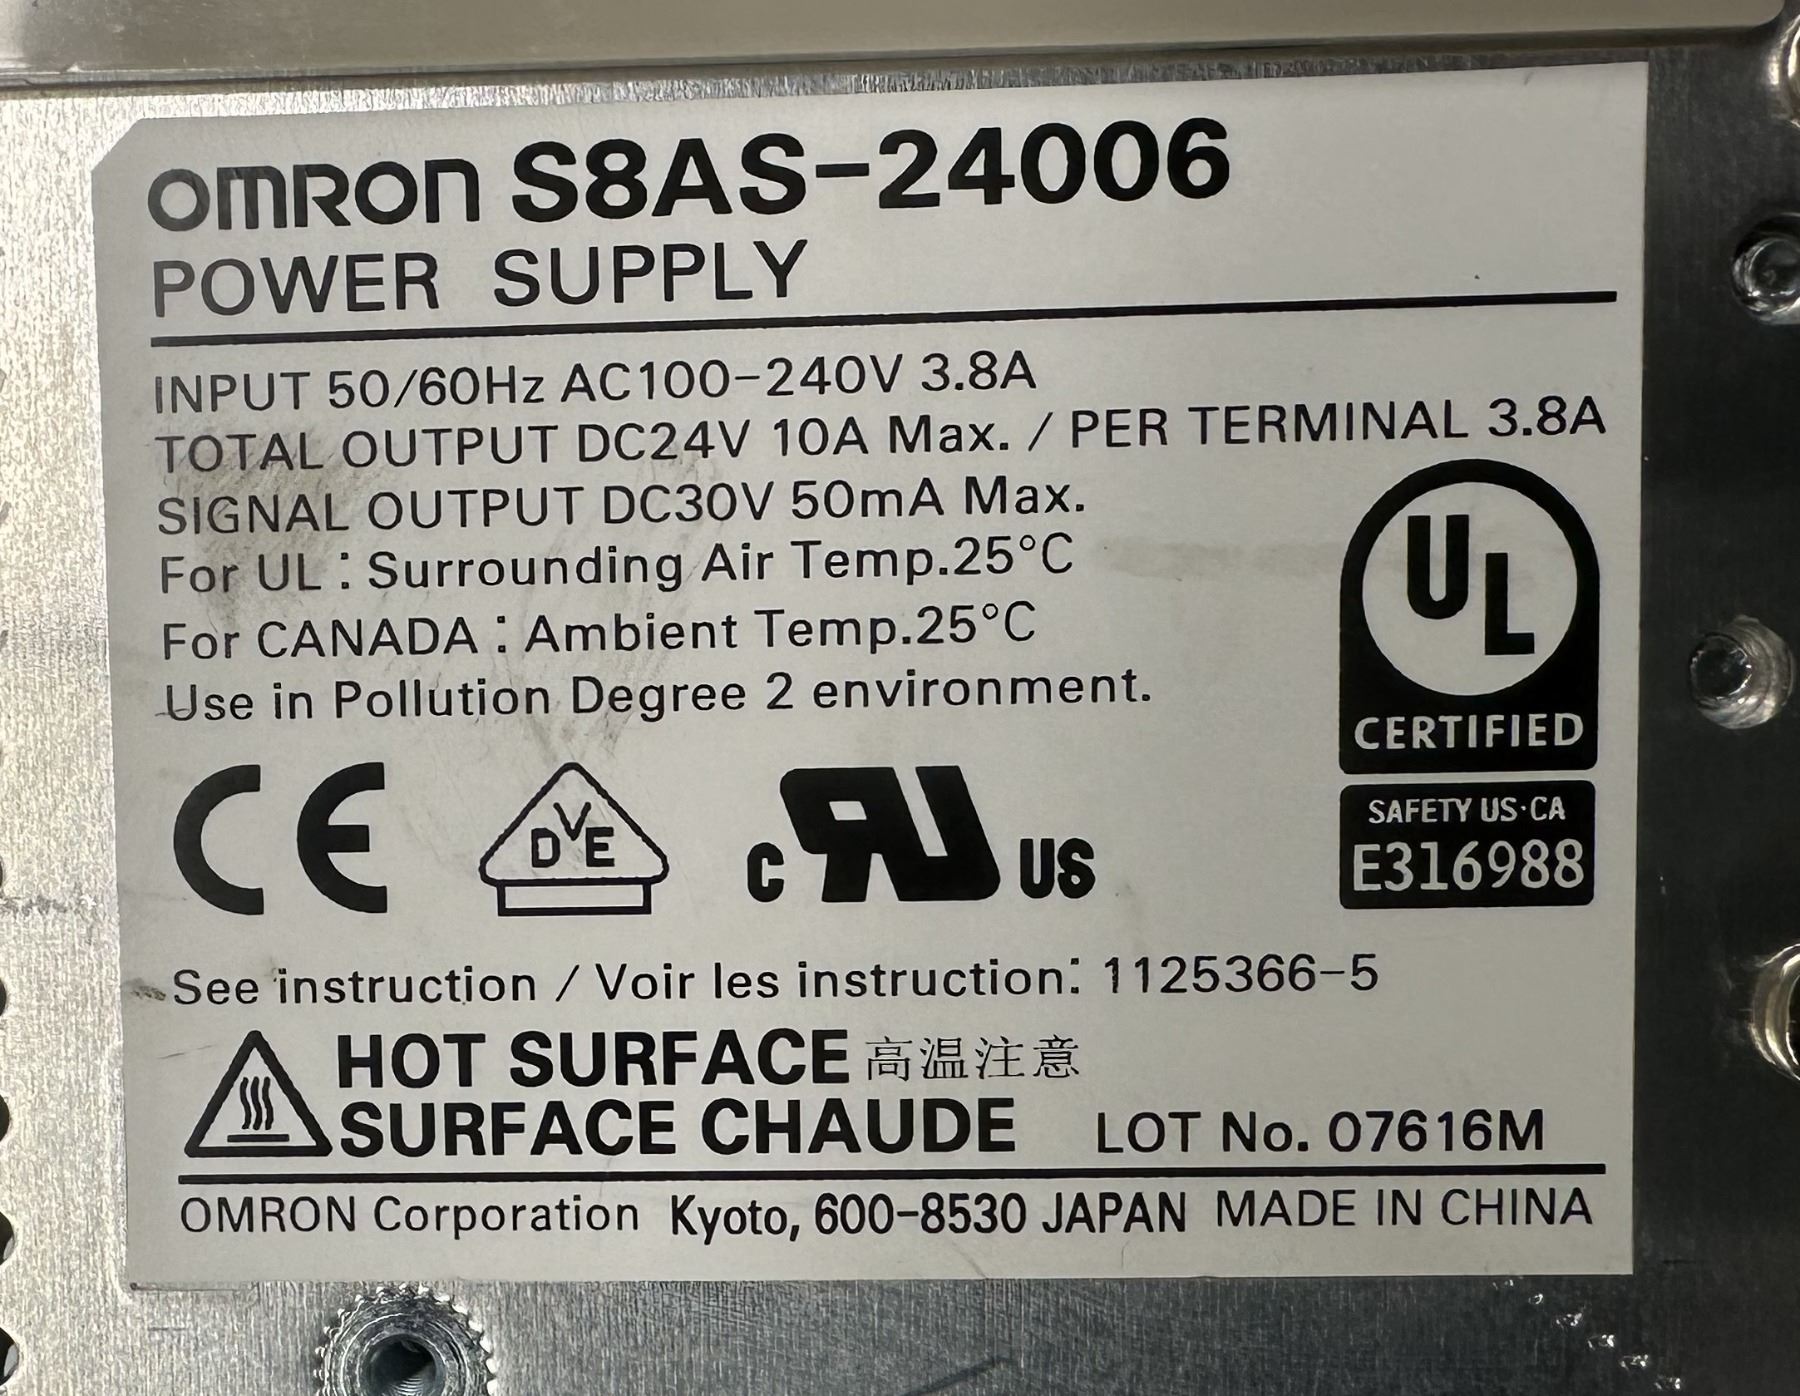 OMRON S8AS-24006
POWER SUPPLY
INPUT 50/60Hz AC100-240V 3.8A
TOTAL OUTPUT DC24V 10A Max. / PER TERMINAL 3.8A
SIGNAL OUTPUT DC30V 50mA Max.
For UL : Surrounding Air Temp.25°C
For CANADA : Ambient Temp.25°C
Use in Pollution Degree 2 environment.
UL
CERTIFIED
SAFETY US·CA
E316988
CE
DVE
c RU US
See instruction / Voir les instruction: 1125366-5
HOT SURFACE 高温注意
SURFACE CHAUDE LOT No. 07616M
OMRON Corporation Kyoto, 600-8530 JAPAN MADE IN CHINA